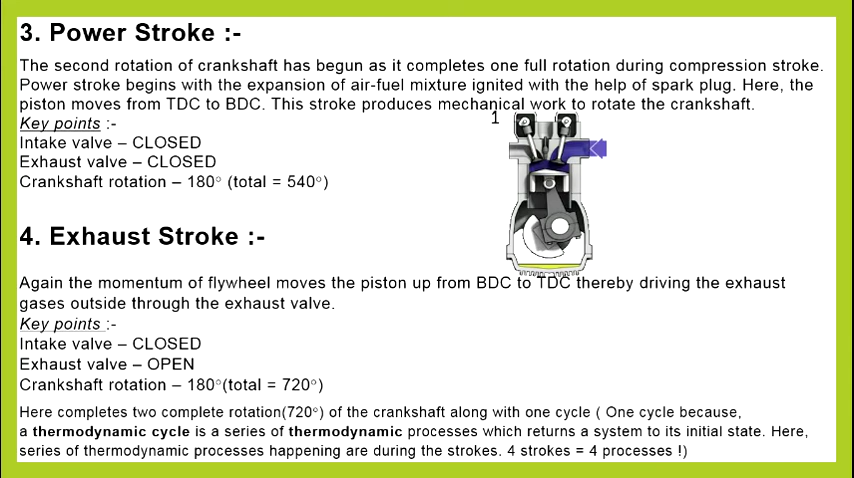 3. Power Stroke :-
The second rotation of crankshaft has begun as it completes one full rotation during compression stroke.
Power stroke begins with the expansion of air-fuel mixture ignited with the help of spark plug. Here, the
piston moves from TDC to BDC. This stroke produces mechanical work to rotate the crankshaft.
Key points :-
1
Intake valve – CLOSED
Exhaust valve – CLOSED
Crankshaft rotation – 180° (total = 540°)
4. Exhaust Stroke :-
Again the momentum of flywheel moves the piston up from BDC to TDC thereby driving the exhaust
gases outside through the exhaust valve.
Key points :-
Intake valve – CLOSED
Exhaust valve – OPEN
Crankshaft rotation – 180°(total = 720°)
Here completes two complete rotation(720°) of the crankshaft along with one cycle ( One cycle because,
a thermodynamic cycle is a series of thermodynamic processes which returns a system to its initial state. Here,
series of thermodynamic processes happening are during the strokes. 4 strokes = 4 processes !)